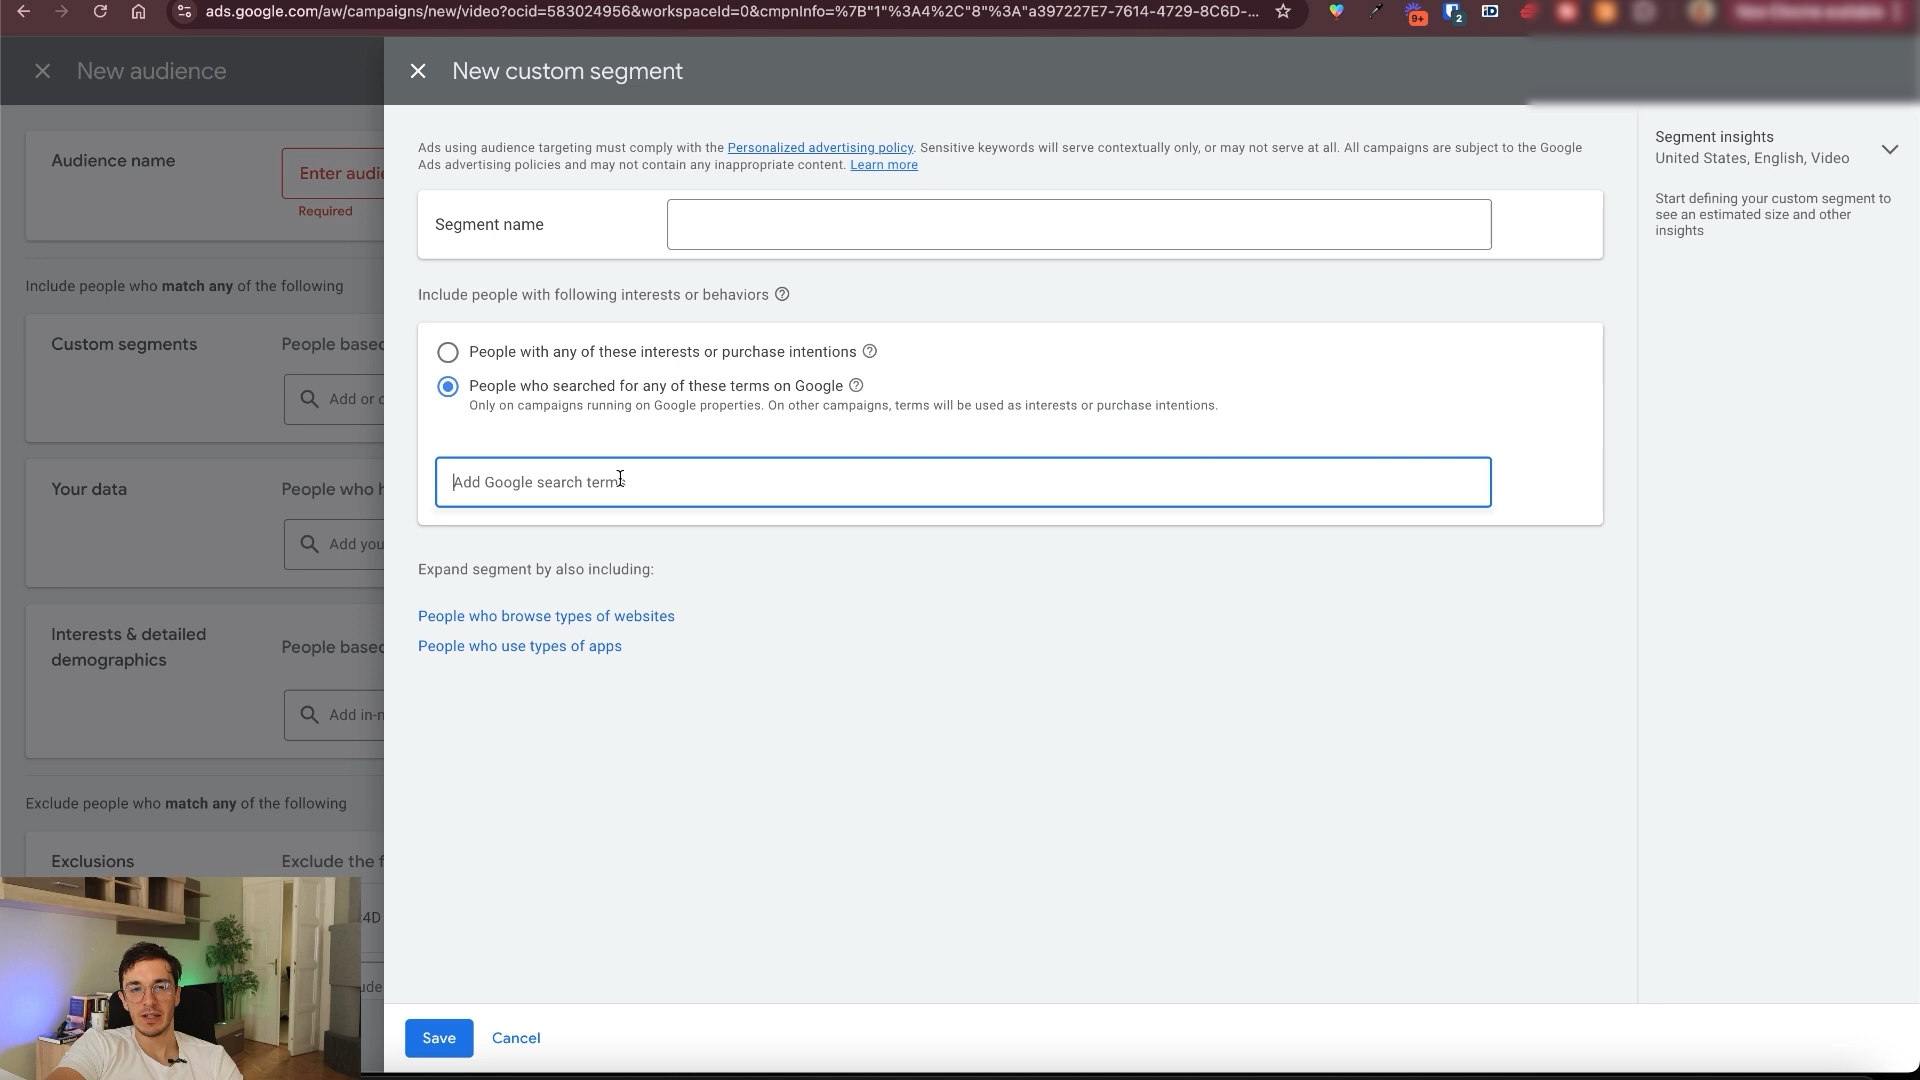 ads.google.com/aw/campaigns/new/video?ocid=583024956&workspaceId=0&cmpnInfo=%7B"1"%3A4%2C"8"%3A"a397227E7-7614-4729-8C6D-...
9+
2
New audience
New custom segment
Audience name
Enter audie
Required
Include people who match any of the following
Custom segments
People based
Add or c
Your data
People who h
Add you
Interests & detailed
demographics
People based
Add in-m
Exclude people who match any of the following
Exclusions
Exclude the f
4D
Ads using audience targeting must comply with the Personalized advertising policy. Sensitive keywords will serve contextually only, or may not serve at all. All campaigns are subject to the Google
Ads advertising policies and may not contain any inappropriate content. Learn more
Segment name
Include people with following interests or behaviors
People with any of these interests or purchase intentions
People who searched for any of these terms on Google
Only on campaigns running on Google properties. On other campaigns, terms will be used as interests or purchase intentions.
Add Google search terms
Expand segment by also including:
People who browse types of websites
People who use types of apps
Save
Cancel
Segment insights
United States, English, Video
Start defining your custom segment to
see an estimated size and other
insights